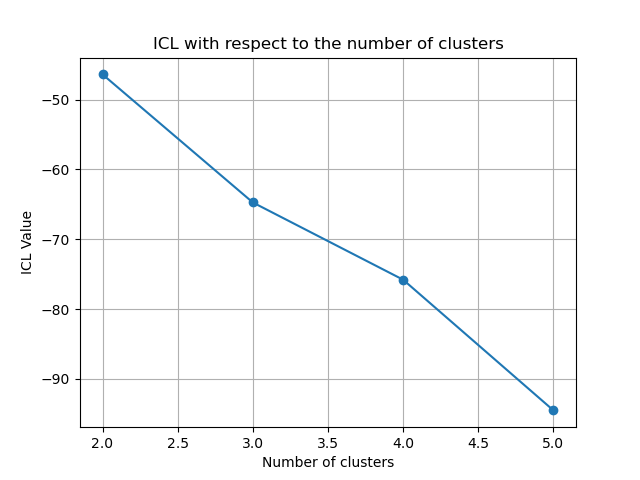 ICL with respect to the number of clusters
ICL Value
−50
−60
−70
−80
−90
2.0 2.5 3.0 3.5 4.0 4.5 5.0
Number of clusters